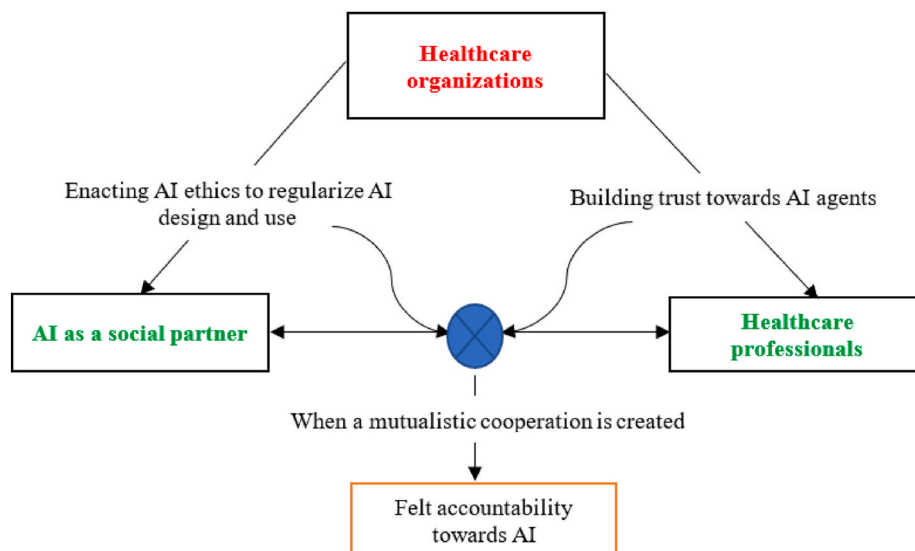 Healthcare
organizations
Enacting AI ethics to regularize AI
design and use
Building trust towards AI agents
AI as a social partner
Healthcare
professionals
When a mutualistic cooperation is created
Felt accountability
towards AI